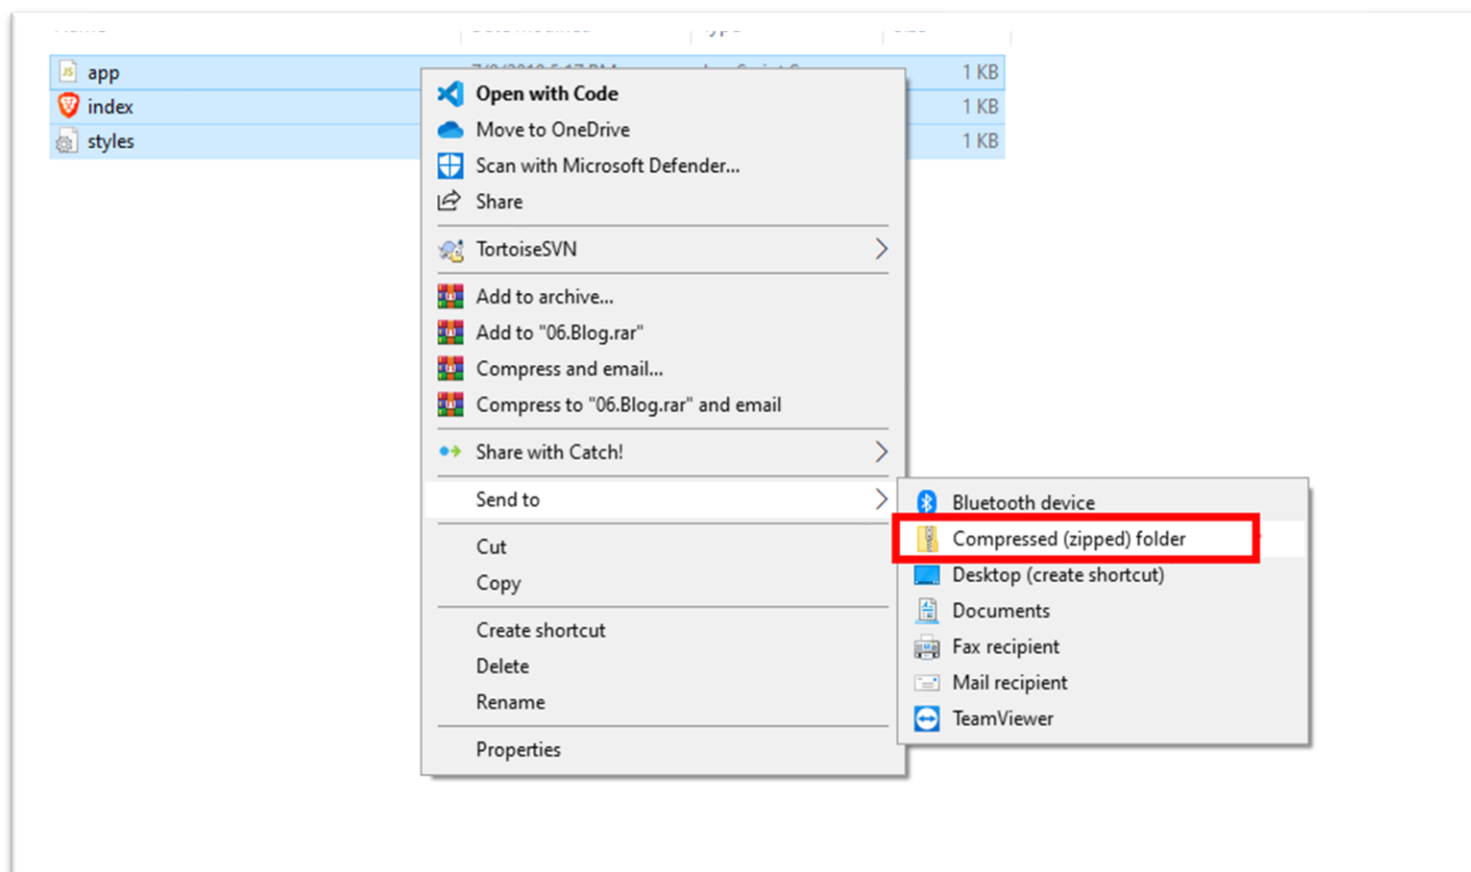 app 1 KB
index 1 KB
styles 1 KB
Open with Code
Move to OneDrive
Scan with Microsoft Defender...
Share
TortoiseSVN
Add to archive...
Add to "06.Blog.rar"
Compress and email...
Compress to "06.Blog.rar" and email
Share with Catch!
Send to
Cut
Copy
Create shortcut
Delete
Rename
Properties
Bluetooth device
Compressed (zipped) folder
Desktop (create shortcut)
Documents
Fax recipient
Mail recipient
TeamViewer